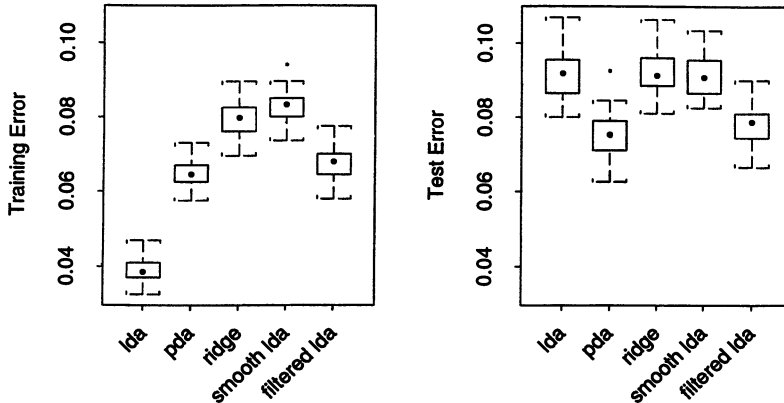 Training Error
0.10
0.08
0.06
0.04
lda
pda
ridge
smooth lda
filtered lda
Test Error
0.10
0.08
0.06
0.04
lda
pda
ridge
smooth lda
filtered lda